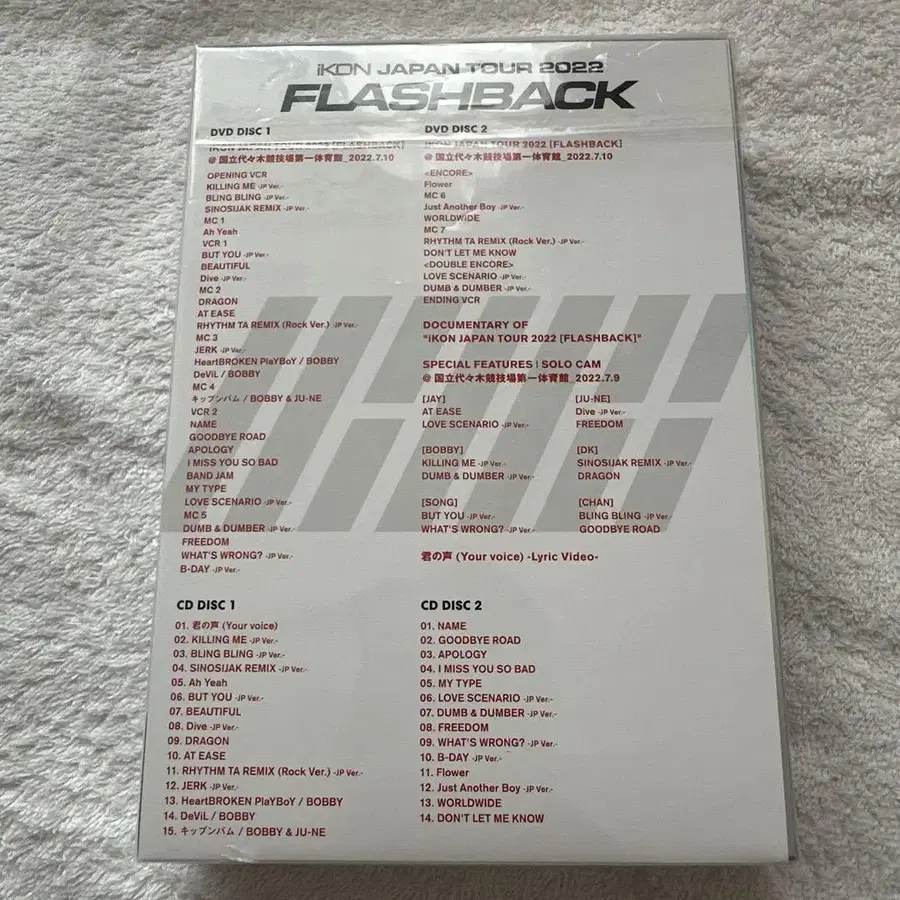 iKON JAPAN TOUR 2022
FLASHBACK
DVD DISC 1
iKON JAPAN TOUR 2022 [FLASHBACK]
@ 国立代々木競技場第一体育館_2022.7.10
OPENING VCR
KILLING ME -JP Ver.-
BLING BLING -JP Ver.-
SINOSIJAK REMIX -JP Ver.-
MC 1
Ah Yeah
VCR 1
BUT YOU -JP Ver.-
BEAUTIFUL
Dive -JP Ver.-
MC 2
DRAGON
AT EASE
RHYTHM TA REMIX (Rock Ver.) -JP Ver.-
MC 3
JERK -JP Ver.-
HeartBROKEN PlaYBoY / BOBBY
DeViL / BOBBY
MC 4
キップンバム / BOBBY & JU-NE
VCR 2
NAME
GOODBYE ROAD
APOLOGY
I MISS YOU SO BAD
BAND JAM
MY TYPE
LOVE SCENARIO -JP Ver.-
MC 5
DUMB & DUMBER -JP Ver.-
FREEDOM
WHAT'S WRONG? -JP Ver.-
B-DAY -JP Ver.-
DVD DISC 2
iKON JAPAN TOUR 2022 [FLASHBACK]
@ 国立代々木競技場第一体育館_2022.7.10
<ENCORE>
Flower
MC 6
Just Another Boy -JP Ver.-
WORLDWIDE
MC 7
RHYTHM TA REMIX (Rock Ver.) -JP Ver.-
DON'T LET ME KNOW
<DOUBLE ENCORE>
LOVE SCENARIO -JP Ver.-
DUMB & DUMBER -JP Ver.-
ENDING VCR
DOCUMENTARY OF
"iKON JAPAN TOUR 2022 [FLASHBACK]"
SPECIAL FEATURES | SOLO CAM
@ 国立代々木競技場第一体育館_2022.7.9
[JAY]
AT EASE
LOVE SCENARIO -JP Ver.-
[JU-NE]
Dive -JP Ver.-
FREEDOM
[BOBBY]
KILLING ME -JP Ver.-
DUMB & DUMBER -JP Ver.-
[DK]
SINOSIJAK REMIX -JP Ver.-
DRAGON
[SONG]
BUT YOU -JP Ver.-
WHAT'S WRONG? -JP Ver.-
[CHAN]
BLING BLING -JP Ver.-
GOODBYE ROAD
君の声 (Your voice) -Lyric Video-
CD DISC 1
01. 君の声 (Your voice)
02. KILLING ME -JP Ver.-
03. BLING BLING -JP Ver.-
04. SINOSIJAK REMIX -JP Ver.-
05. Ah Yeah
06. BUT YOU -JP Ver.-
07. BEAUTIFUL
08. Dive -JP Ver.-
09. DRAGON
10. AT EASE
11. RHYTHM TA REMIX (Rock Ver.) -JP Ver.-
12. JERK -JP Ver.-
13. HeartBROKEN PlaYBoY / BOBBY
14. DeViL / BOBBY
15. キップンバム / BOBBY & JU-NE
CD DISC 2
01. NAME
02. GOODBYE ROAD
03. APOLOGY
04. I MISS YOU SO BAD
05. MY TYPE
06. LOVE SCENARIO -JP Ver.-
07. DUMB & DUMBER -JP Ver.-
08. FREEDOM
09. WHAT'S WRONG? -JP Ver.-
10. B-DAY -JP Ver.-
11. Flower
12. Just Another Boy -JP Ver.-
13. WORLDWIDE
14. DON'T LET ME KNOW